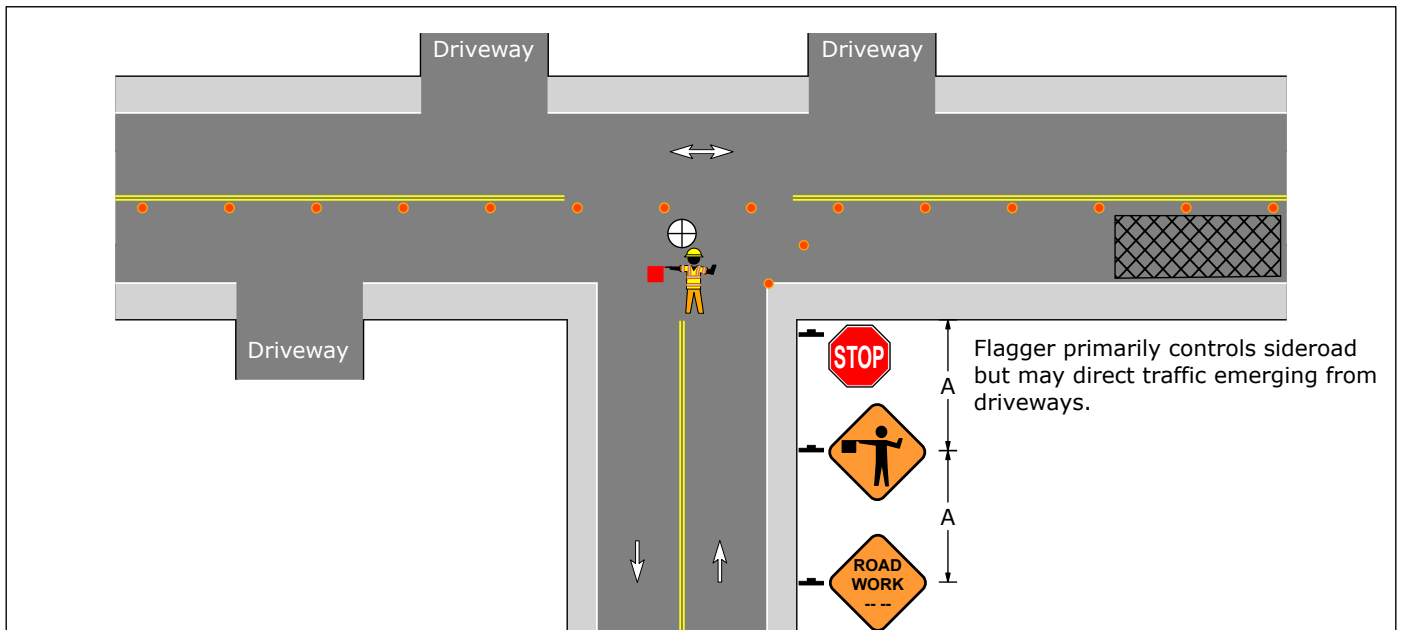 Driveway
Driveway
Driveway
STOP
A
Flagger primarily controls sideroad
but may direct traffic emerging from
driveways.
A
ROAD
WORK
-- --